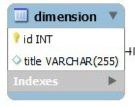 dimension
id INT
title VARCHAR(255)
Indexes